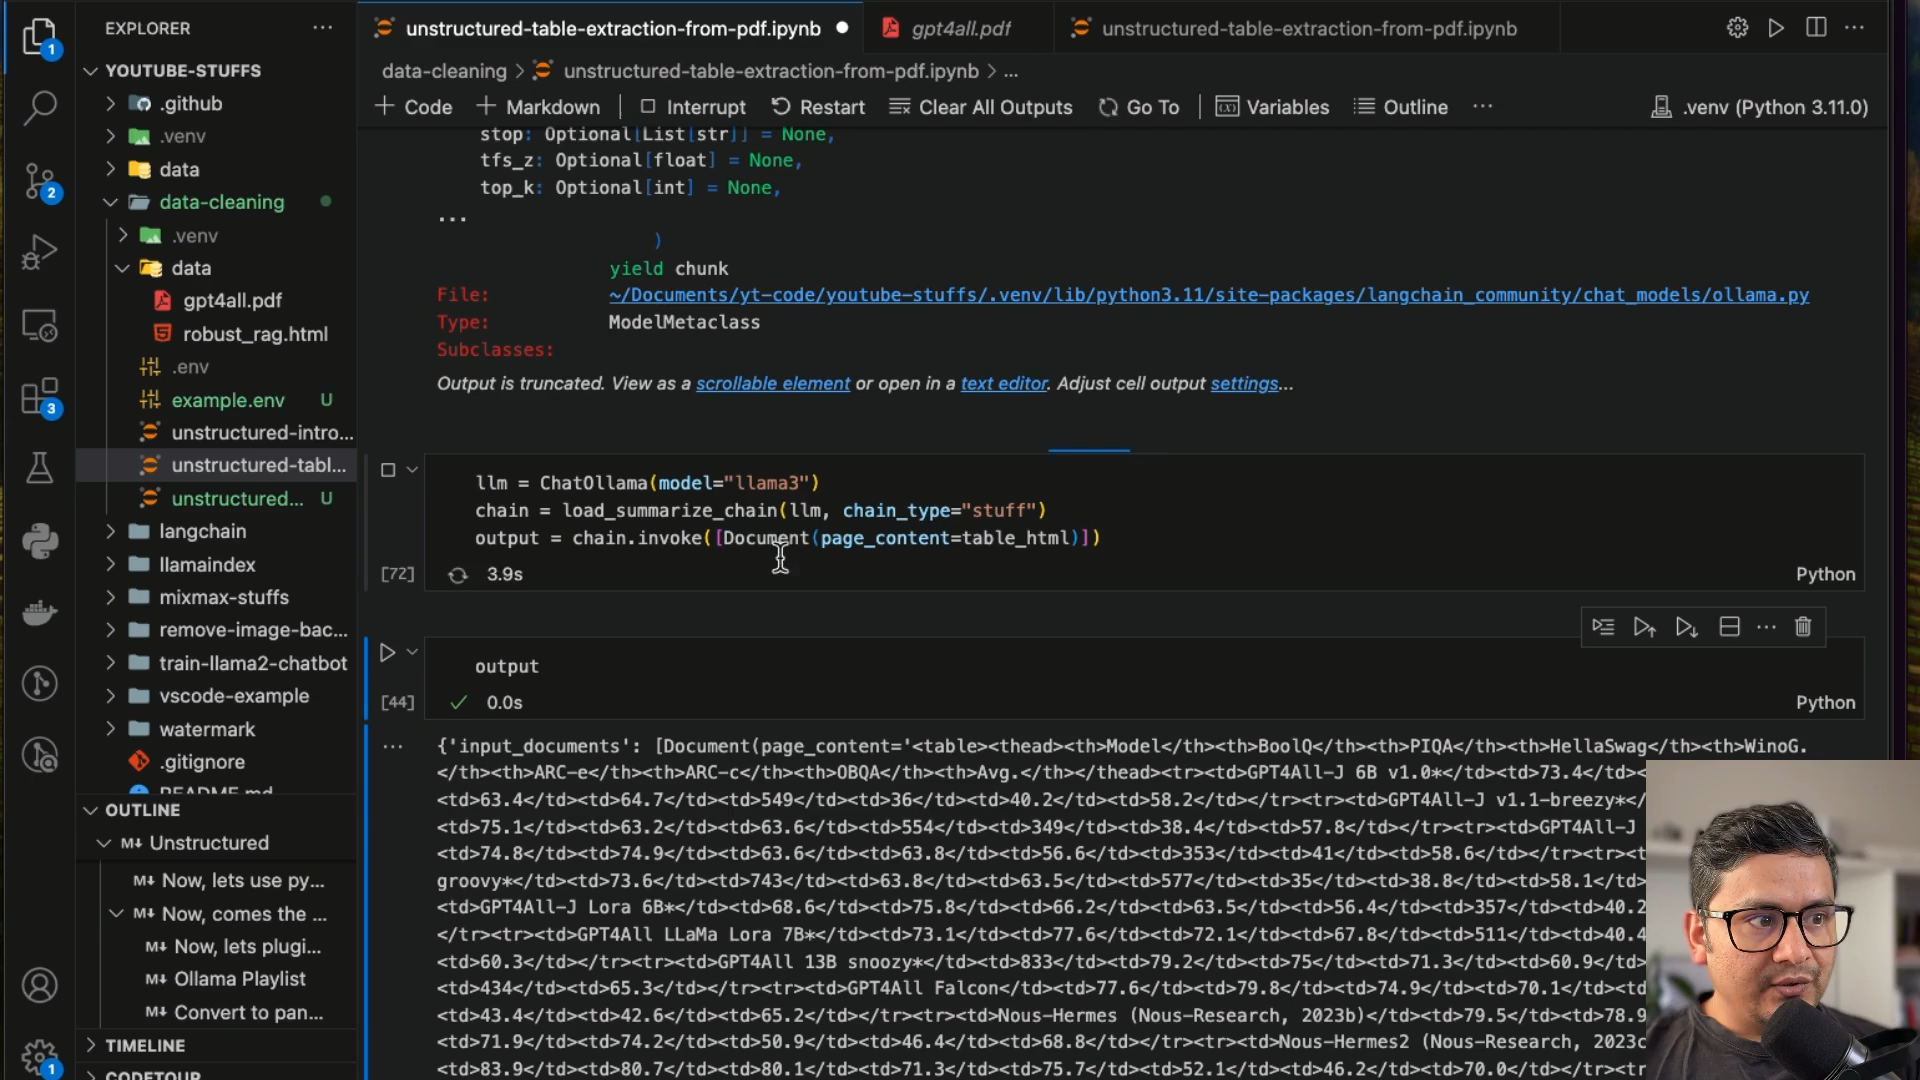 EXPLORER
YOUTUBE-STUFFS
.github
.venv
data
data-cleaning
.venv
data
gpt4all.pdf
robust_rag.html
.env
example.env U
unstructured-intro...
unstructured-tabl...
unstructured... U
langchain
llamaindex
mixmax-stuffs
remove-image-bac...
train-llama2-chatbot
vscode-example
watermark
.gitignore
README.md
OUTLINE
M↓ Unstructured
M↓ Now, lets use py...
M↓ Now, comes the ...
M↓ Now, lets plugi...
M↓ Ollama Playlist
M↓ Convert to pan...
TIMELINE
CODETOUR
1
2
3
1
unstructured-table-extraction-from-pdf.ipynb
gpt4all.pdf
unstructured-table-extraction-from-pdf.ipynb
data-cleaning > unstructured-table-extraction-from-pdf.ipynb > ...
+ Code + Markdown Interrupt Restart Clear All Outputs Go To Variables Outline ... .venv (Python 3.11.0)
stop: Optional[List[str]] = None,
tfs_z: Optional[float] = None,
top_k: Optional[int] = None,
...
)
yield chunk
File: ~/Documents/yt-code/youtube-stuffs/.venv/lib/python3.11/site-packages/langchain_community/chat_models/ollama.py
Type: ModelMetaclass
Subclasses:
Output is truncated. View as a scrollable element or open in a text editor. Adjust cell output settings...
llm = ChatOllama(model="llama3")
chain = load_summarize_chain(llm, chain_type="stuff")
output = chain.invoke([Document(page_content=table_html)])
[72] 3.9s Python
output
[44] 0.0s Python
{'input_documents': [Document(page_content='<table><thead><th>Model</th><th>BoolQ</th><th>PIQA</th><th>HellaSwag</th><th>WinoG.
</th><th>ARC-e</th><th>ARC-c</th><th>OBQA</th><th>Avg.</th></thead><tr><td>GPT4All-J 6B v1.0*</td><td>73.4</td><
<td>63.4</td><td>64.7</td><td>549</td><td>36</td><td>40.2</td><td>58.2</td></tr><tr><td>GPT4All-J v1.1-breezy*</
<td>75.1</td><td>63.2</td><td>63.6</td><td>554</td><td>349</td><td>38.4</td><td>57.8</td></tr><tr><td>GPT4All-J
<td>74.8</td><td>74.9</td><td>63.6</td><td>63.8</td><td>56.6</td><td>353</td><td>41</td><td>58.6</td></tr><tr><t
groovy*</td><td>73.6</td><td>743</td><td>63.8</td><td>63.5</td><td>577</td><td>35</td><td>38.8</td><td>58.1</td>
<td>GPT4All-J Lora 6B*</td><td>68.6</td><td>75.8</td><td>66.2</td><td>63.5</td><td>56.4</td><td>357</td><td>40.2
</tr><tr><td>GPT4All LLaMa Lora 7B*</td><td>73.1</td><td>77.6</td><td>72.1</td><td>67.8</td><td>511</td><td>40.4
<td>60.3</td></tr><tr><td>GPT4All 13B snoozy*</td><td>833</td><td>79.2</td><td>75</td><td>71.3</td><td>60.9</td>
<td>434</td><td>65.3</td></tr><tr><td>GPT4All Falcon</td><td>77.6</td><td>79.8</td><td>74.9</td><td>70.1</td><td
<td>43.4</td><td>42.6</td><td>65.2</td></tr><tr><td>Nous-Hermes (Nous-Research, 2023b)</td><td>79.5</td><td>78.9
<td>71.9</td><td>74.2</td><td>50.9</td><td>46.4</td><td>68.8</td></tr><tr><td>Nous-Hermes2 (Nous-Research, 2023c
<td>83.9</td><td>80.7</td><td>80.1</td><td>71.3</td><td>75.7</td><td>52.1</td><td>46.2</td><td>70.0</td></tr><tr